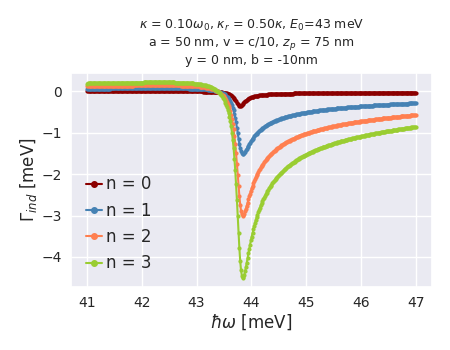 κ = 0.10ω₀, κᵣ = 0.50κ, E₀=43 meV
a = 50 nm, v = c/10, zₚ = 75 nm
y = 0 nm, b = -10nm
0
−1
−2
−3
−4
Γᵢₙd [meV]
n = 0
n = 1
n = 2
n = 3
41 42 43 44 45 46 47
ℏω [meV]